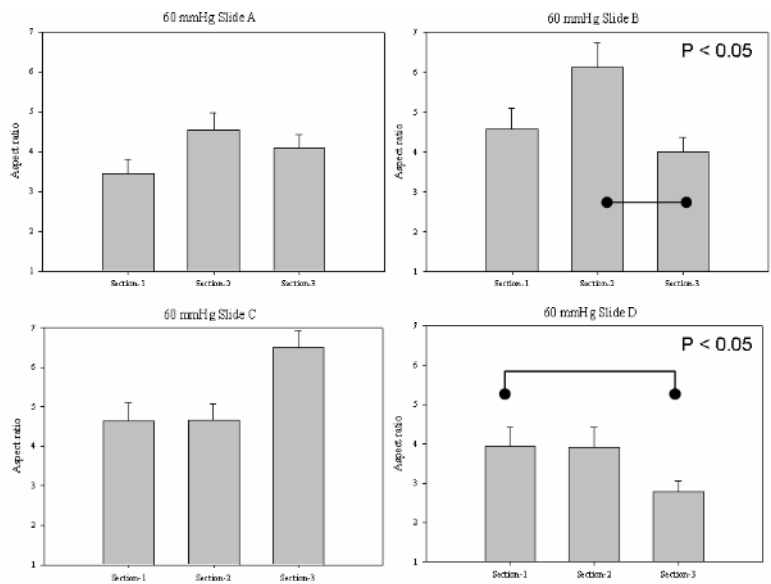 60 mmHg Slide A
7
6
5
4
3
2
1
Aspect ratio
Section-1 Section-2 Section-3
60 mmHg Slide B
P < 0.05
7
6
5
4
3
2
1
Aspect ratio
Section-1 Section-2 Section-3
60 mmHg Slide C
7
6
5
4
3
2
1
Aspect ratio
Section-1 Section-2 Section-3
60 mmHg Slide D
P < 0.05
7
6
5
4
3
2
1
Aspect ratio
Section-1 Section-2 Section-3